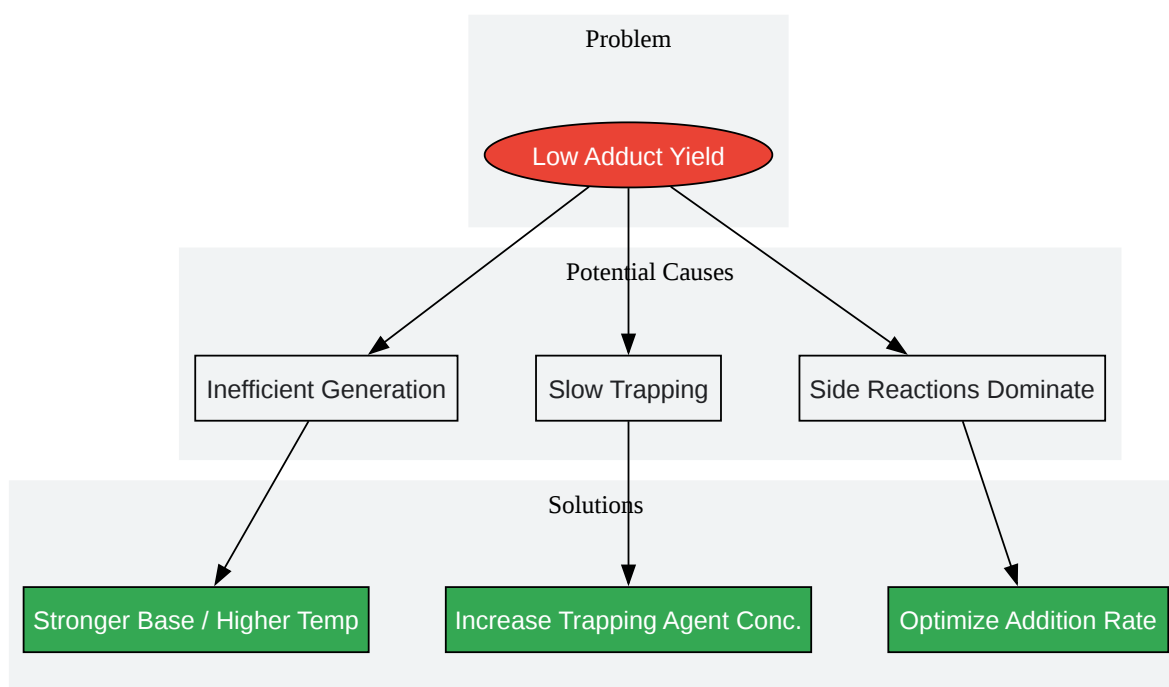 Problem
Low Adduct Yield
Potential Causes
Inefficient Generation
Slow Trapping
Side Reactions Dominate
Solutions
Stronger Base / Higher Temp
Increase Trapping Agent Conc.
Optimize Addition Rate